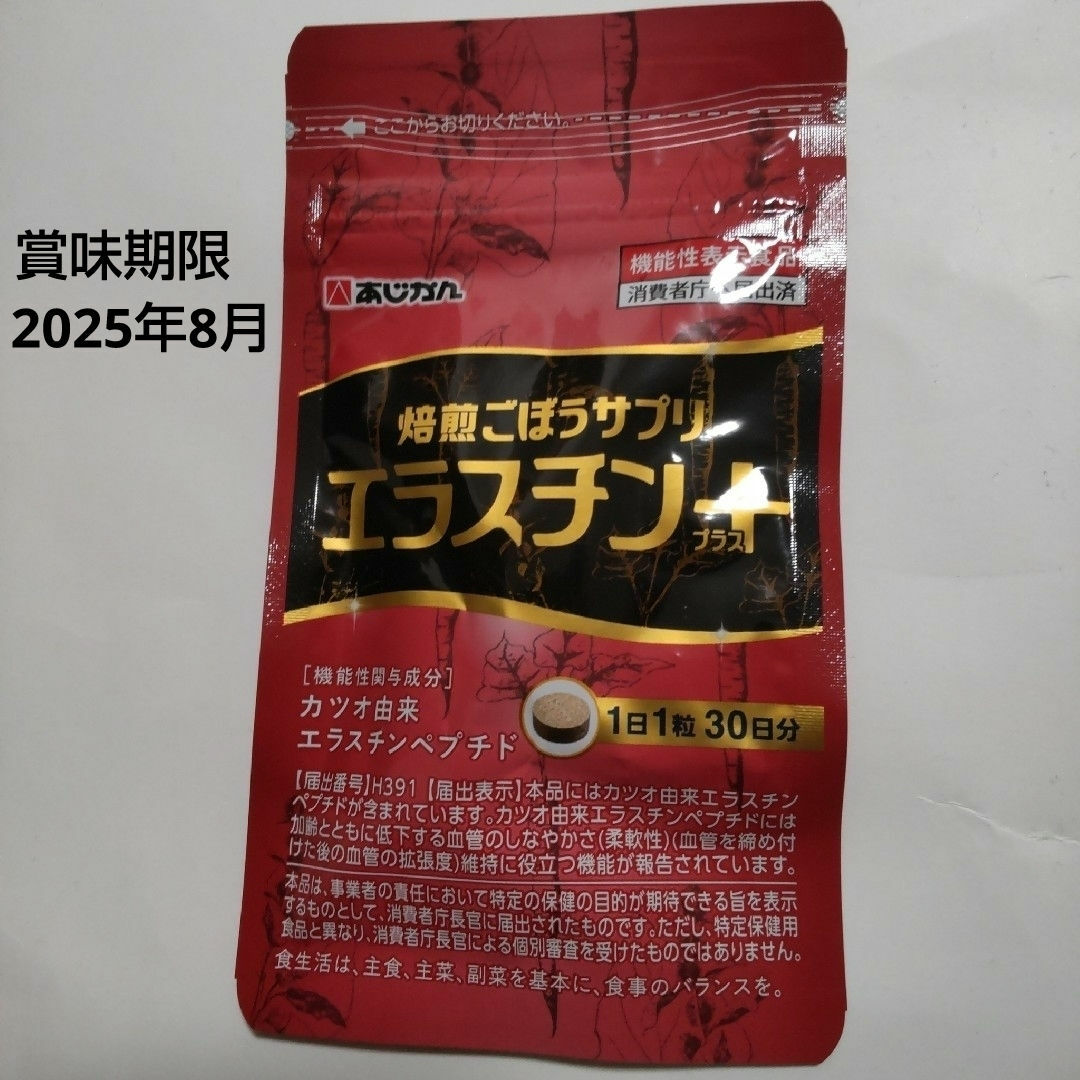 ここからお切りください。
賞味期限
2025年8月
あじかん
機能性表示食品
消費者庁へ届出済
焙煎ごぼうサプリ
エラスチン+
プラス
[機能性関与成分]
カツオ由来
エラスチンペプチド
1日1粒 30日分
【届出番号】H391【届出表示】本品にはカツオ由来エラスチン
ペプチドが含まれています。カツオ由来エラスチンペプチドには
加齢とともに低下する血管のしなやかさ(柔軟性)(血管を締め付
けた後の血管の拡張度)維持に役立つ機能が報告されています。
本品は、事業者の責任において特定の保健の目的が期待できる旨を表示
するものとして、消費者庁長官に届出されたものです。ただし、特定保健用
食品と異なり、消費者庁長官による個別審査を受けたものではありません。
食生活は、主食、主菜、副菜を基本に、食事のバランスを。